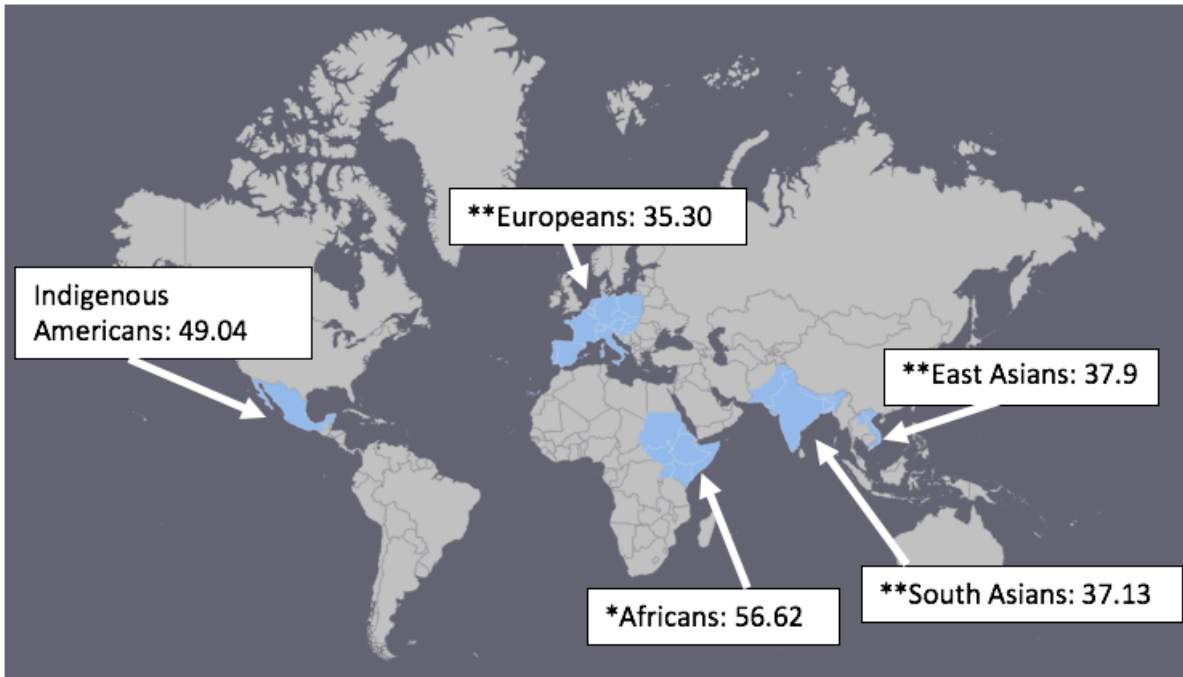 **Europeans: 35.30
Indigenous
Americans: 49.04
**East Asians: 37.9
**South Asians: 37.13
*Africans: 56.62